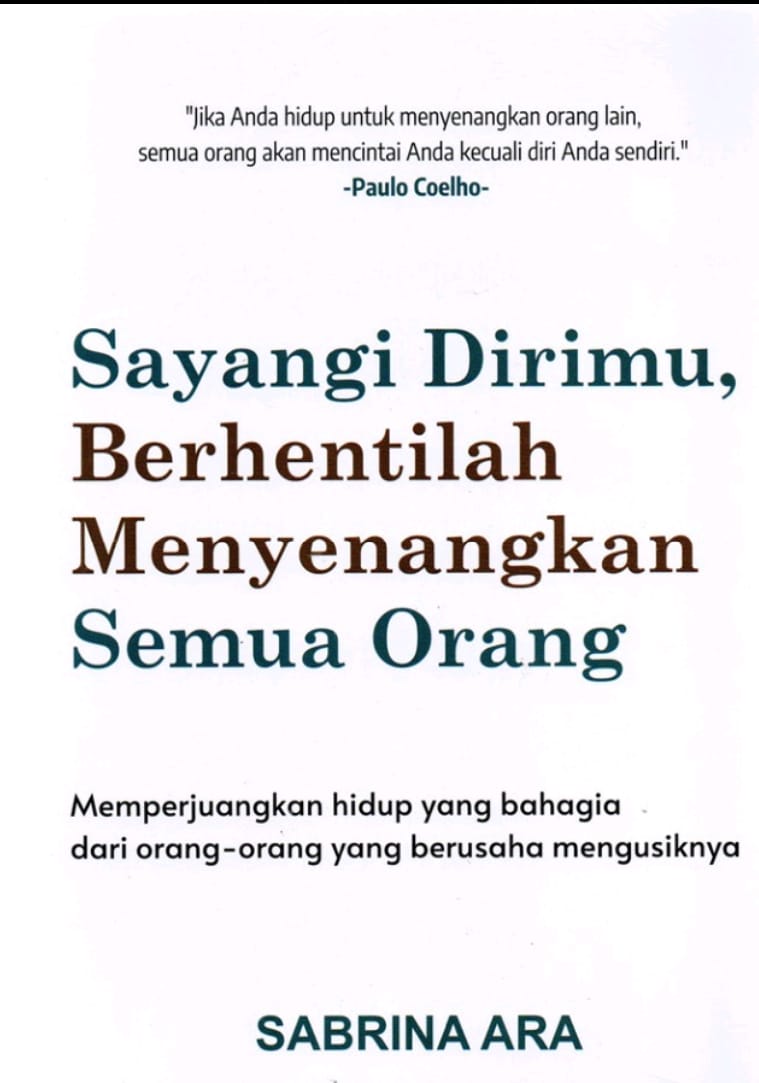 "Jika Anda hidup untuk menyenangkan orang lain,
semua orang akan mencintai Anda kecuali diri Anda sendiri."
-Paulo Coelho-
Sayangi Dirimu,
Berhentilah
Menyenangkan
Semua Orang
Memperjuangkan hidup yang bahagia
dari orang-orang yang berusaha mengusiknya
SABRINA ARA